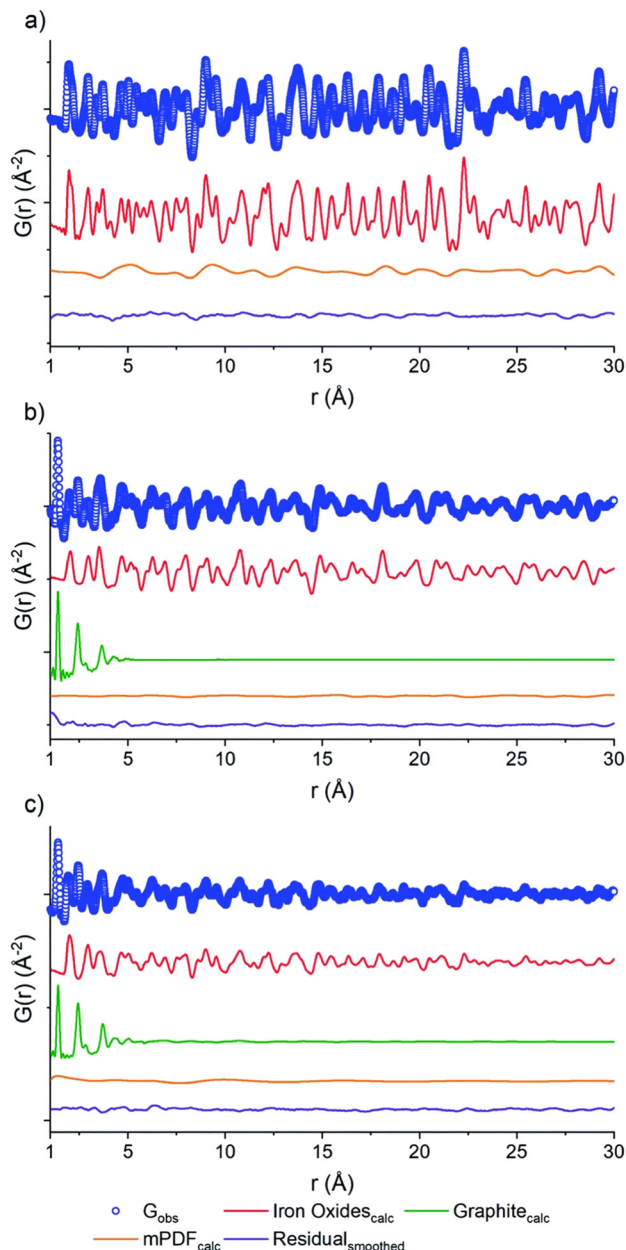 a)
G(r) (Å-2)
1 5 10 15 20 25 30
r (Å)
b)
G(r) (Å-2)
1 5 10 15 20 25 30
r (Å)
c)
G(r) (Å-2)
1 5 10 15 20 25 30
r (Å)
Gobs Iron Oxidescalc Graphitecalc
mPDFcalc Residualsmoothed